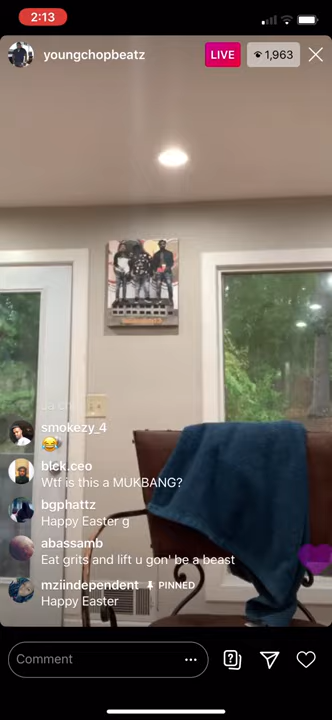 2:13
youngchopbeatz
LIVE
1,963
smokezy_4
😂
blck.ceo
Wtf is this a MUKBANG?
bgphattz
Happy Easter g
abassamb
Eat grits and lift u gon' be a beast
mziindependent PINNED
Happy Easter
Comment